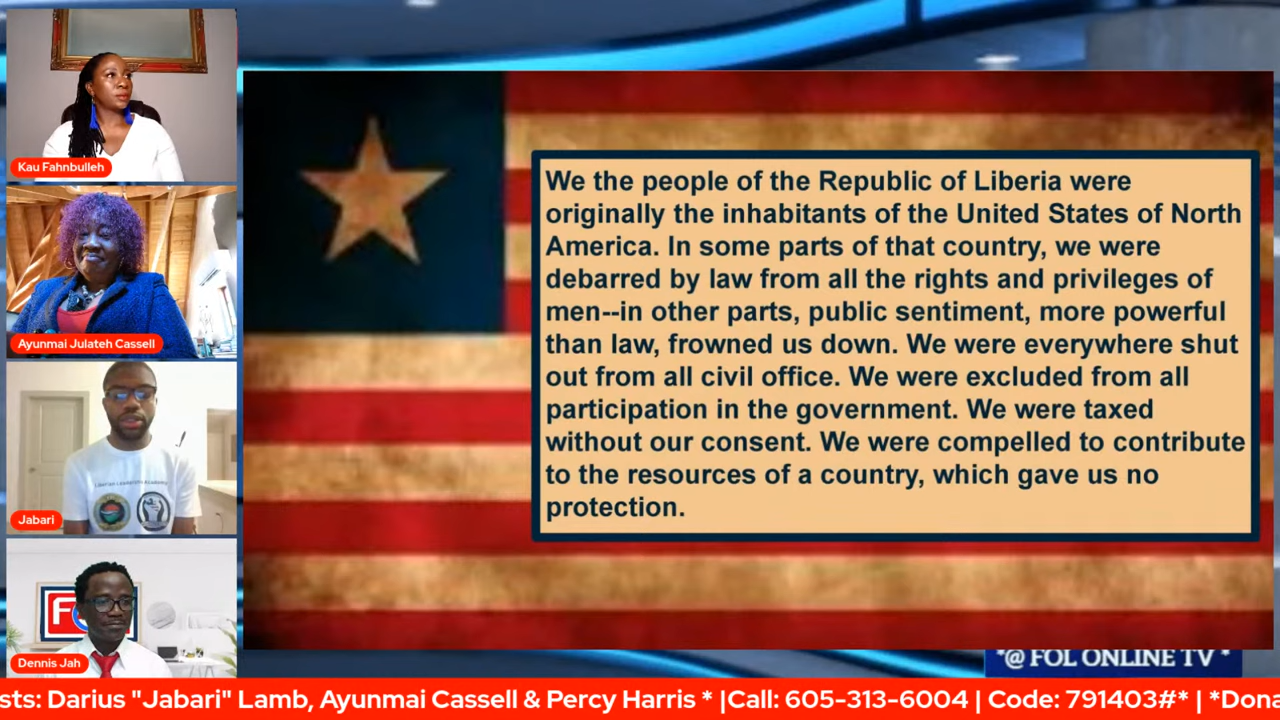 Kau Fahnbulleh
Ayunmai Julateh Cassell
Liberian Leadership Academy
Jabari
Dennis Jah
We the people of the Republic of Liberia were
originally the inhabitants of the United States of North
America. In some parts of that country, we were
debarred by law from all the rights and privileges of
men--in other parts, public sentiment, more powerful
than law, frowned us down. We were everywhere shut
out from all civil office. We were excluded from all
participation in the government. We were taxed
without our consent. We were compelled to contribute
to the resources of a country, which gave us no
protection.
*@ FOL ONLINE TV *
sts: Darius "Jabari" Lamb, Ayunmai Cassell & Percy Harris * |Call: 605-313-6004 | Code: 791403#* | *Dona